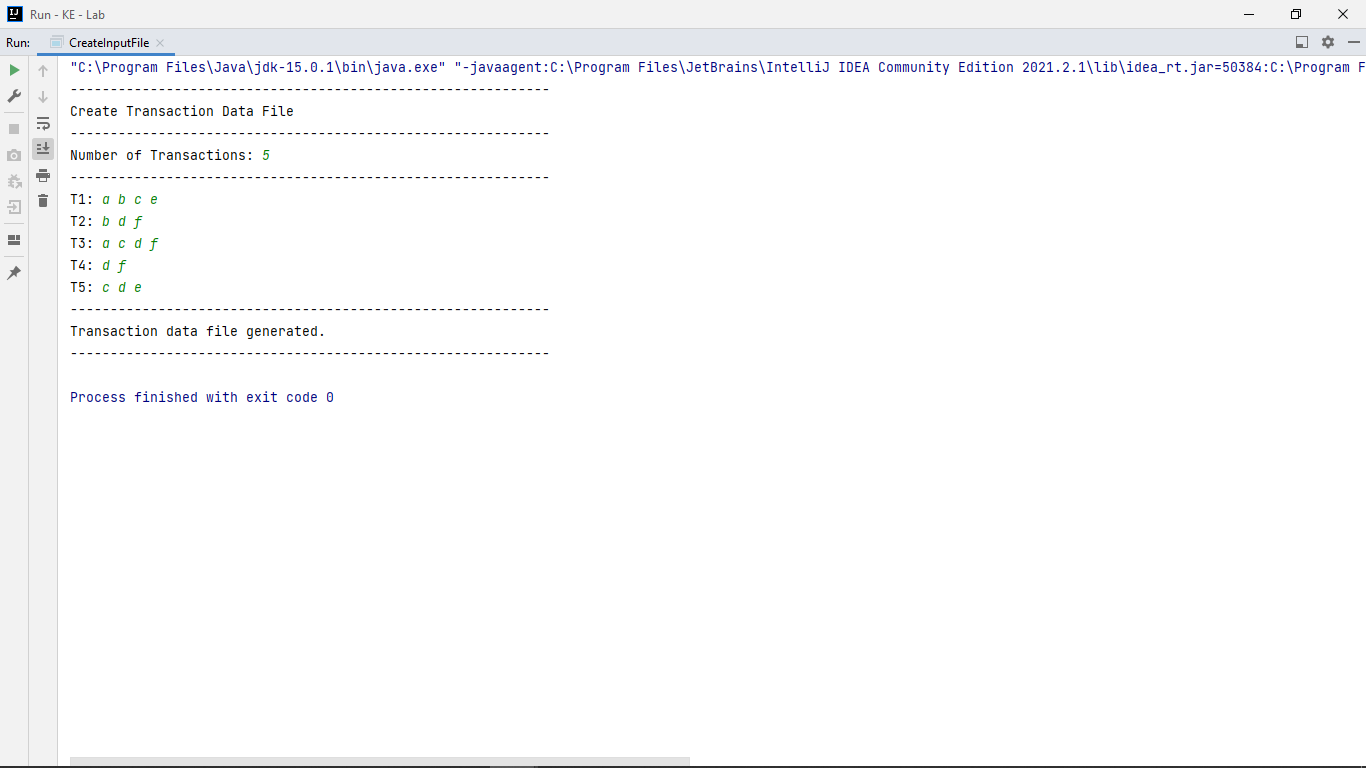 Run - KE - Lab
Run: CreateInputFile
"C:\Program Files\Java\jdk-15.0.1\bin\java.exe" "-javaagent:C:\Program Files\JetBrains\IntelliJ IDEA Community Edition 2021.2.1\lib\idea_rt.jar=50384:C:\Program F
------------------------------------------------------------
Create Transaction Data File
------------------------------------------------------------
Number of Transactions: 5
------------------------------------------------------------
T1: a b c e
T2: b d f
T3: a c d f
T4: d f
T5: c d e
------------------------------------------------------------
Transaction data file generated.
------------------------------------------------------------
Process finished with exit code 0